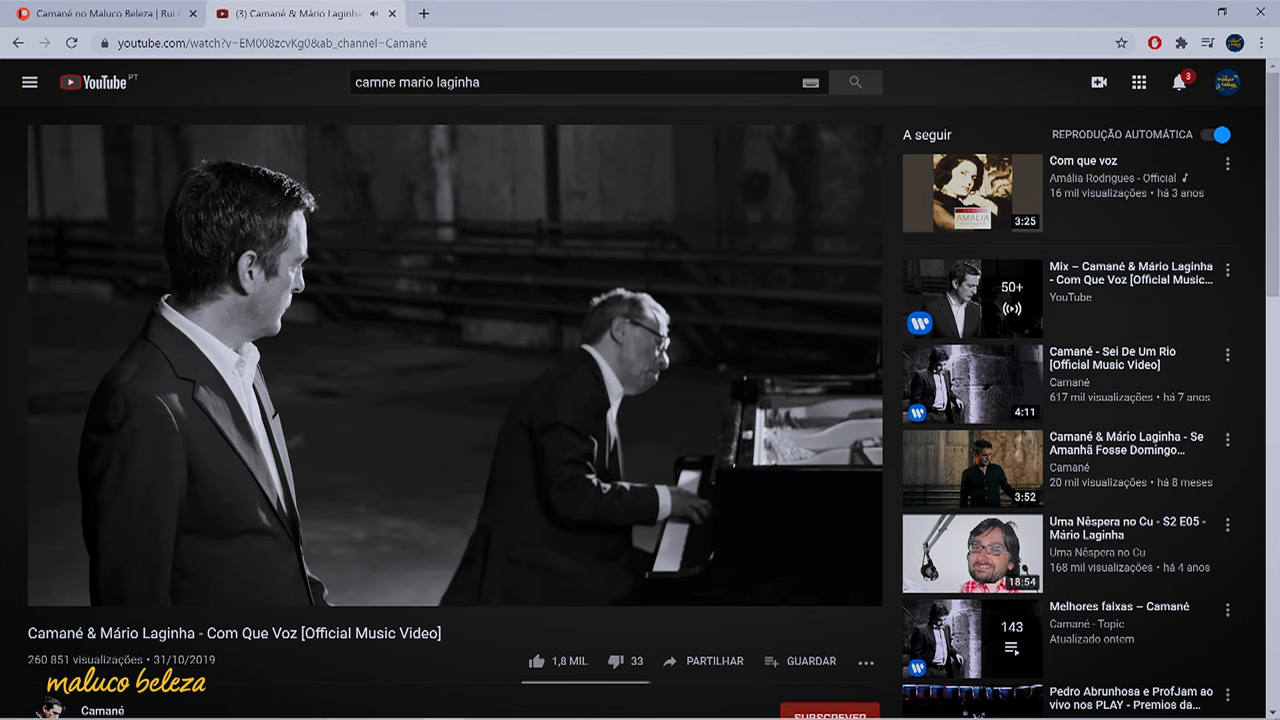 Camané no Maluco Beleza | Rui
(3) Camané & Mário Laginha
youtube.com/watch?v=EM008zcvKg0&ab_channel=Camané
YouTube PT
camne mario laginha
3
A seguir
REPRODUÇÃO AUTOMÁTICA
Com que voz
Amália Rodrigues - Official
16 mil visualizações • há 3 anos
AMÁLIA
3:25
Mix – Camané & Mário Laginha
- Com Que Voz [Official Music...
YouTube
50+
Camané - Sei De Um Rio
[Official Music Video]
Camané
617 mil visualizações • há 7 anos
4:11
Camané & Mário Laginha - Se
Amanhã Fosse Domingo...
Camané
20 mil visualizações • há 8 meses
3:52
Uma Nêspera no Cu - S2 E05 -
Mário Laginha
Uma Nêspera no Cu
168 mil visualizações • há 4 anos
18:54
Melhores faixas – Camané
Camané - Topic
Atualizado ontem
143
Pedro Abrunhosa e ProfJam ao
vivo nos PLAY - Premios da...
Camané & Mário Laginha - Com Que Voz [Official Music Video]
260 851 visualizações • 31/10/2019
1,8 MIL
33
PARTILHAR
GUARDAR
maluco beleza
Camané
SUBSCREVER